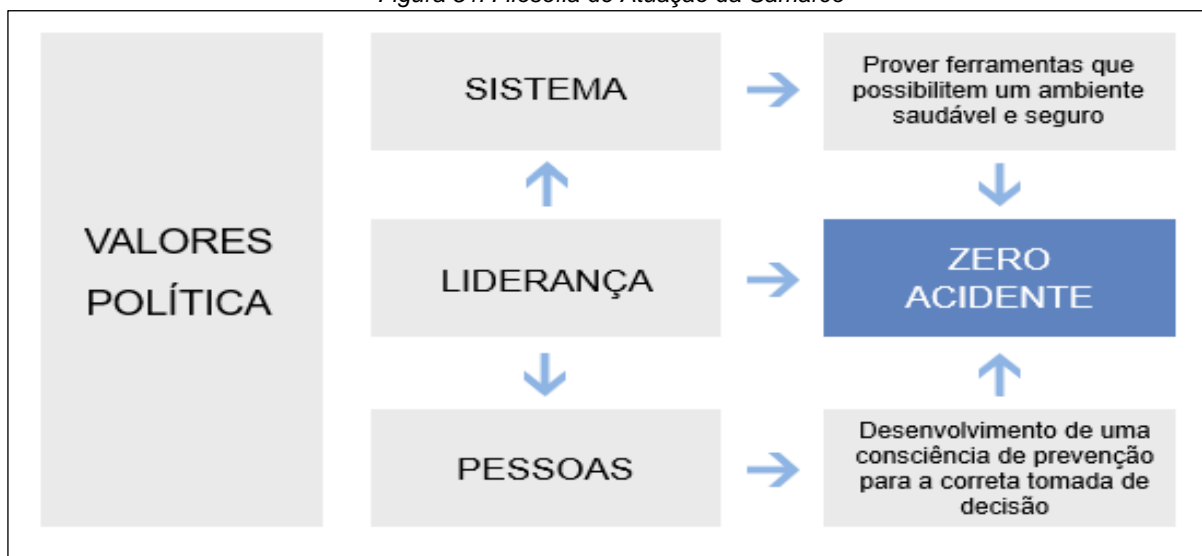 VALORES
POLÍTICA
SISTEMA
Prover ferramentas que
possibilitem um ambiente
saudável e seguro
LIDERANÇA
ZERO
ACIDENTE
PESSOAS
Desenvolvimento de uma
consciência de prevenção
para a correta tomada de
decisão